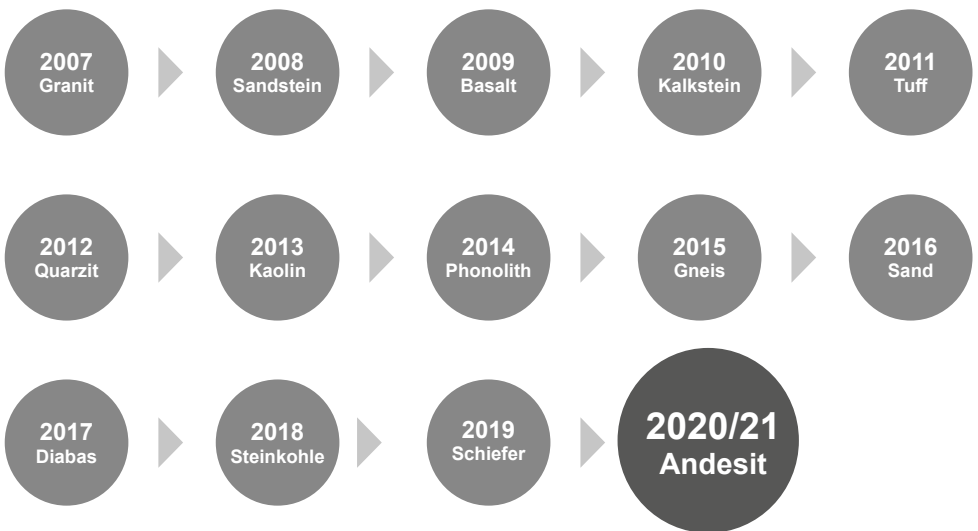 2007
Granit
2008
Sandstein
2009
Basalt
2010
Kalkstein
2011
Tuff
2012
Quarzit
2013
Kaolin
2014
Phonolith
2015
Gneis
2016
Sand
2017
Diabas
2018
Steinkohle
2019
Schiefer
2020/21
Andesit